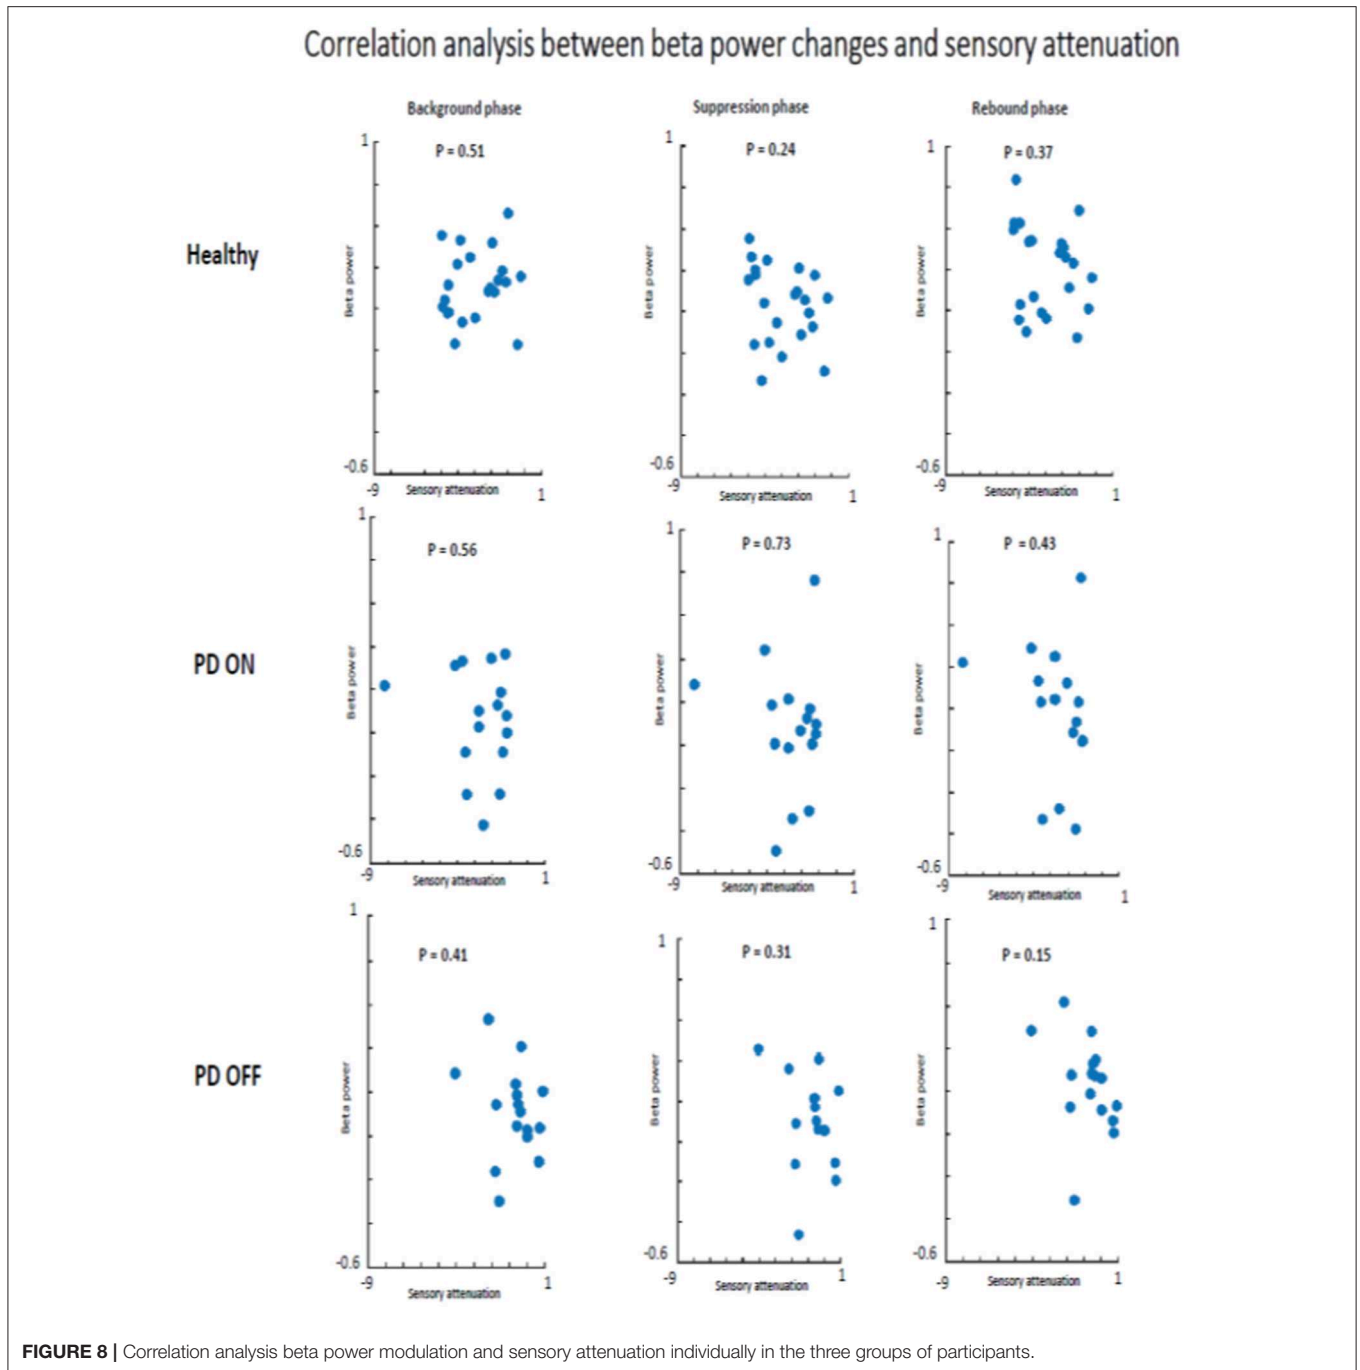 Correlation analysis between beta power changes and sensory attenuation
Background phase
Suppression phase
Rebound phase
Healthy
1
P = 0.51
Beta power
-0.6
-9
Sensory attenuation
1
1
P = 0.24
Beta power
-0.6
-9
Sensory attenuation
1
1
P = 0.37
Beta power
-0.6
-9
Sensory attenuation
1
PD ON
1
P = 0.56
Beta power
-0.6
-9
Sensory attenuation
1
1
P = 0.73
Beta power
-0.6
-9
Sensory attenuation
1
1
P = 0.43
Beta power
-0.6
-9
Sensory attenuation
1
PD OFF
1
P = 0.41
Beta power
-0.6
-9
Sensory attenuation
1
1
P = 0.31
Beta power
-0.6
-9
Sensory attenuation
1
1
P = 0.15
Beta power
-0.6
-9
Sensory attenuation
1
FIGURE 8 | Correlation analysis beta power modulation and sensory attenuation individually in the three groups of participants.